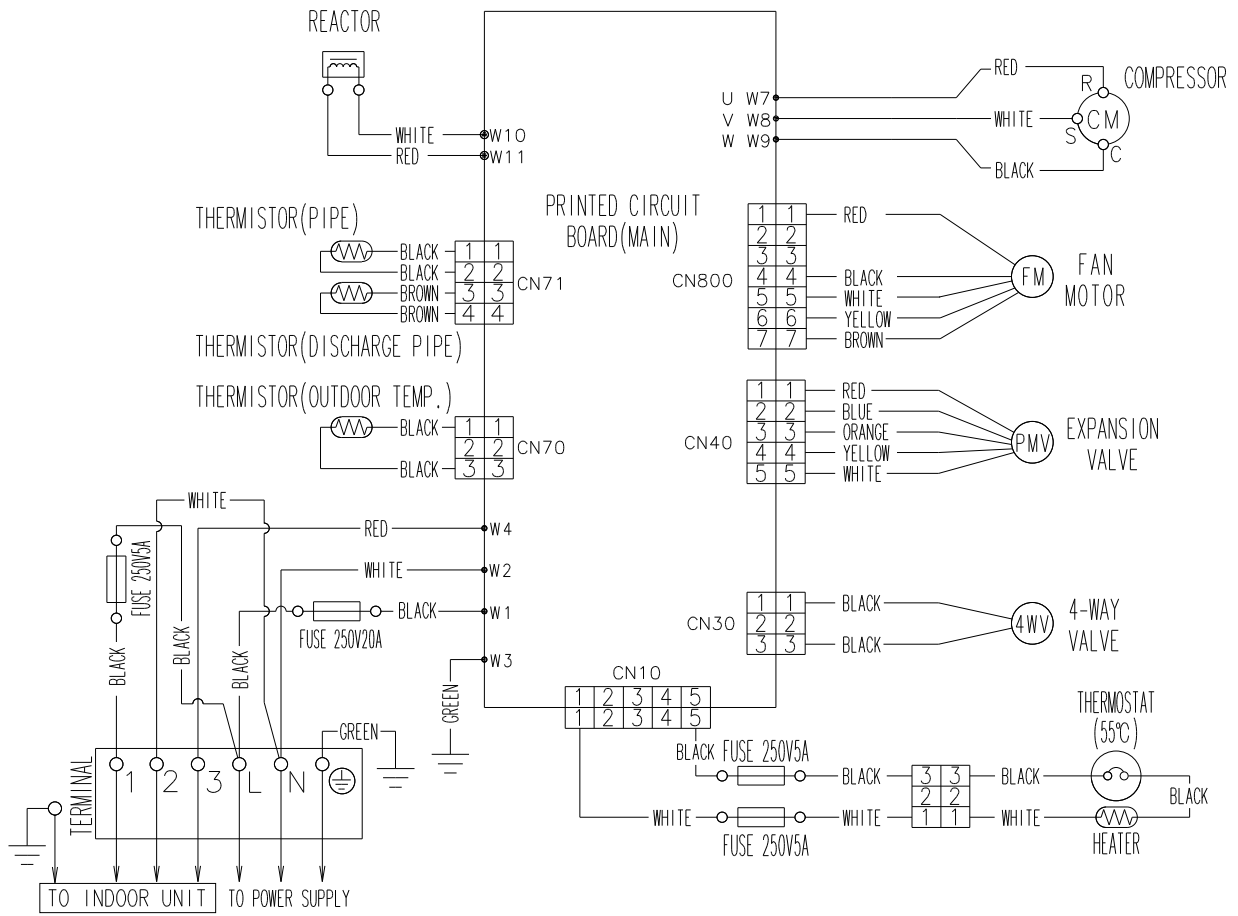 REACTOR
WHITE
RED
W10
W11
U W7
V W8
W W9
RED
WHITE
BLACK
R
S
C
CM
COMPRESSOR
PRINTED CIRCUIT
BOARD(MAIN)
THERMISTOR(PIPE)
BLACK
BLACK
BROWN
BROWN
1 1
2 2
3 3
4 4
CN71
THERMISTOR(DISCHARGE PIPE)
THERMISTOR(OUTDOOR TEMP.)
BLACK
BLACK
1 1
2 2
3 3
CN70
CN800
1 1
2 2
3 3
4 4
5 5
6 6
7 7
RED
BLACK
WHITE
YELLOW
BROWN
FM
FAN
MOTOR
CN40
1 1
2 2
3 3
4 4
5 5
RED
BLUE
ORANGE
YELLOW
WHITE
PMV
EXPANSION
VALVE
WHITE
RED
W4
FUSE 250V5A
WHITE
W2
BLACK
W1
FUSE 250V20A
W3
BLACK
BLACK
BLACK
GREEN
GREEN
CN30
1 1
2 2
3 3
BLACK
BLACK
4WV
4-WAY
VALVE
CN10
1 2 3 4 5
1 2 3 4 5
BLACK
FUSE 250V5A
BLACK
WHITE
WHITE
FUSE 250V5A
3 3
2 2
1 1
BLACK
WHITE
THERMOSTAT
(55℃)
BLACK
HEATER
TERMINAL
1 2 3 L N
TO INDOOR UNIT
TO POWER SUPPLY